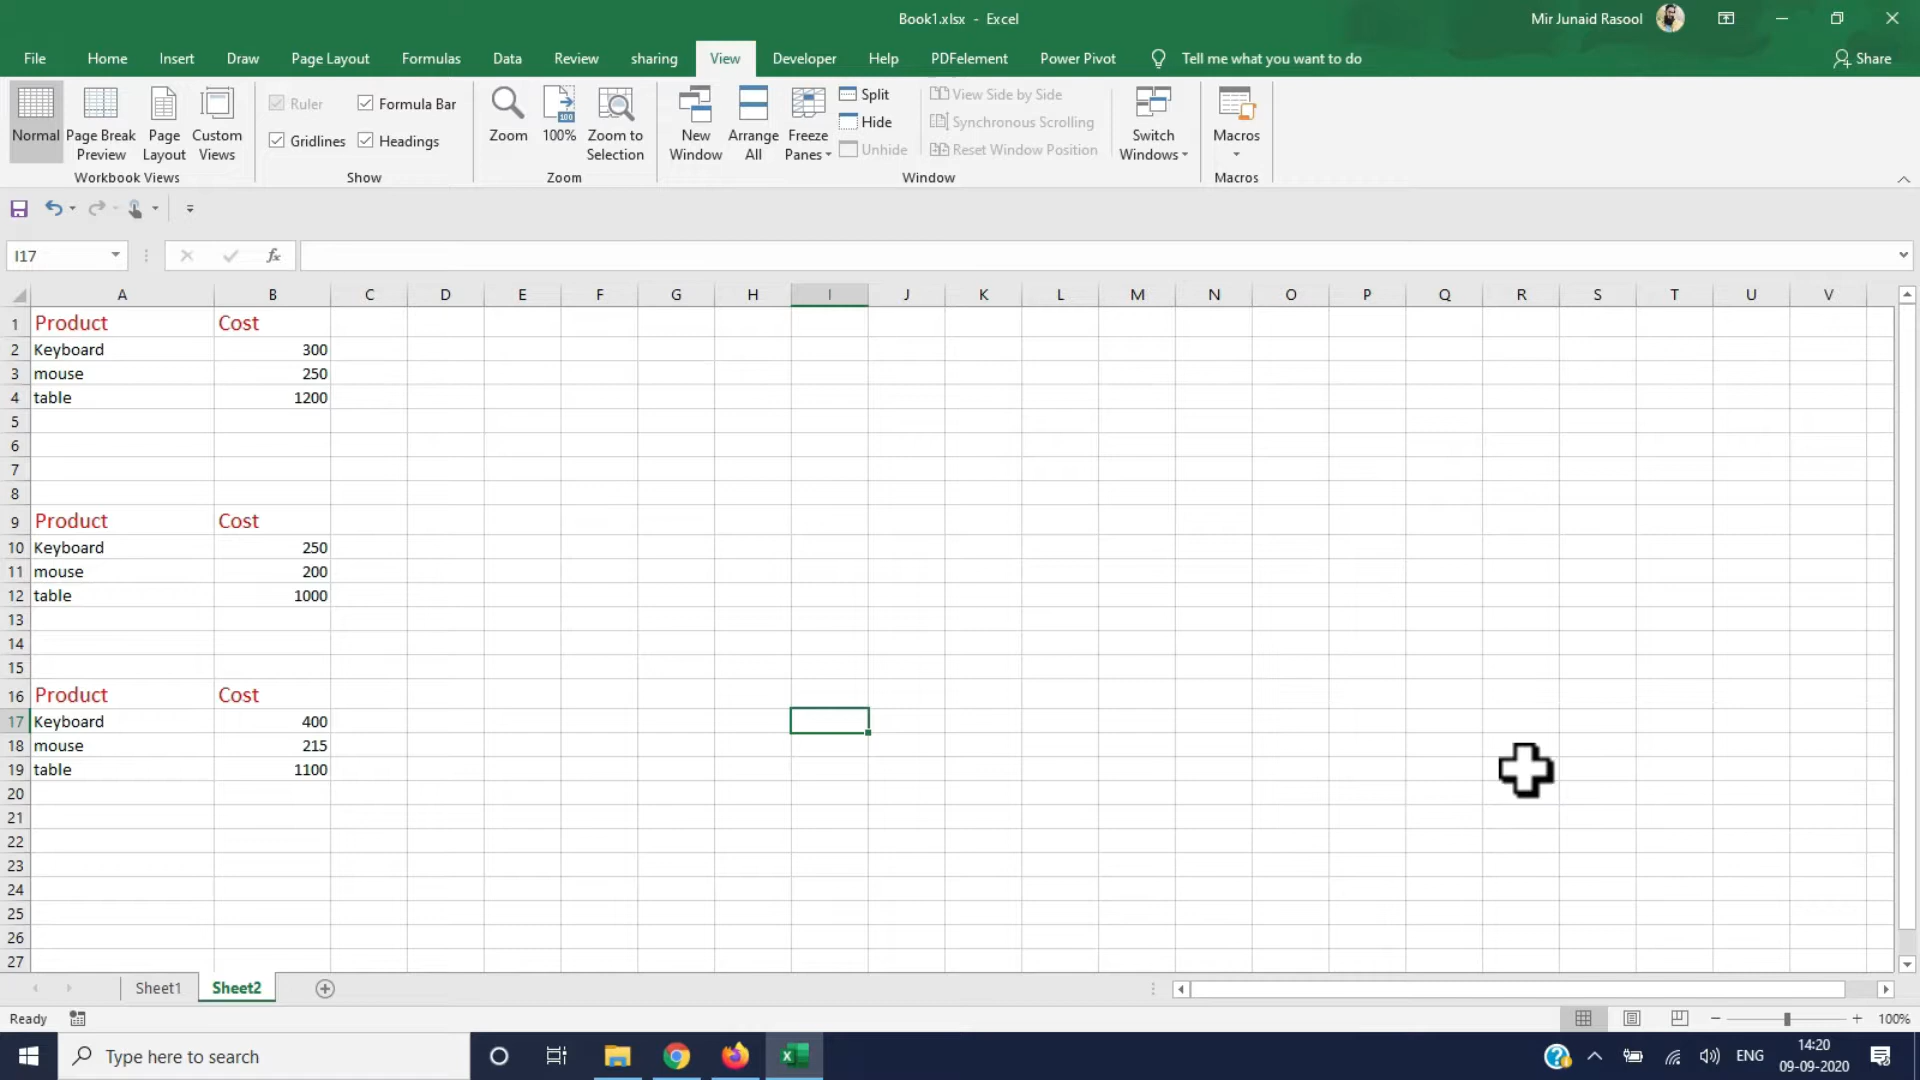 Book1.xlsx - Excel
Mir Junaid Rasool
File Home Insert Draw Page Layout Formulas Data Review sharing View Developer Help PDFelement Power Pivot Tell me what you want to do Share
Normal
Page Break Preview
Page Layout
Custom Views
Workbook Views
Ruler
Formula Bar
Gridlines
Headings
Show
Zoom
100%
100
Zoom to Selection
Zoom
New Window
Arrange All
Freeze Panes
Split
Hide
Unhide
View Side by Side
Synchronous Scrolling
Reset Window Position
Switch Windows
Window
Macros
Macros
I17
fx
A B C D E F G H I J K L M N O P Q R S T U V
1 Product Cost
2 Keyboard 300
3 mouse 250
4 table 1200
5
6
7
8
9 Product Cost
10 Keyboard 250
11 mouse 200
12 table 1000
13
14
15
16 Product Cost
17 Keyboard 400
18 mouse 215
19 table 1100
20
21
22
23
24
25
26
27
Sheet1 Sheet2
Ready
100%
Type here to search
ENG
14:20
09-09-2020